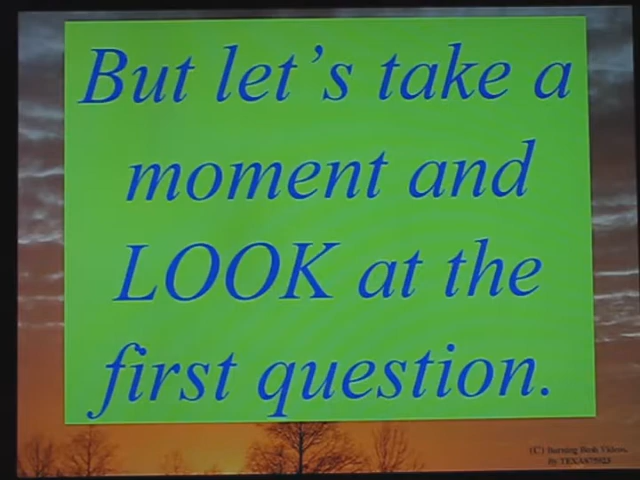 But let's take a
moment and
LOOK at the
first question.